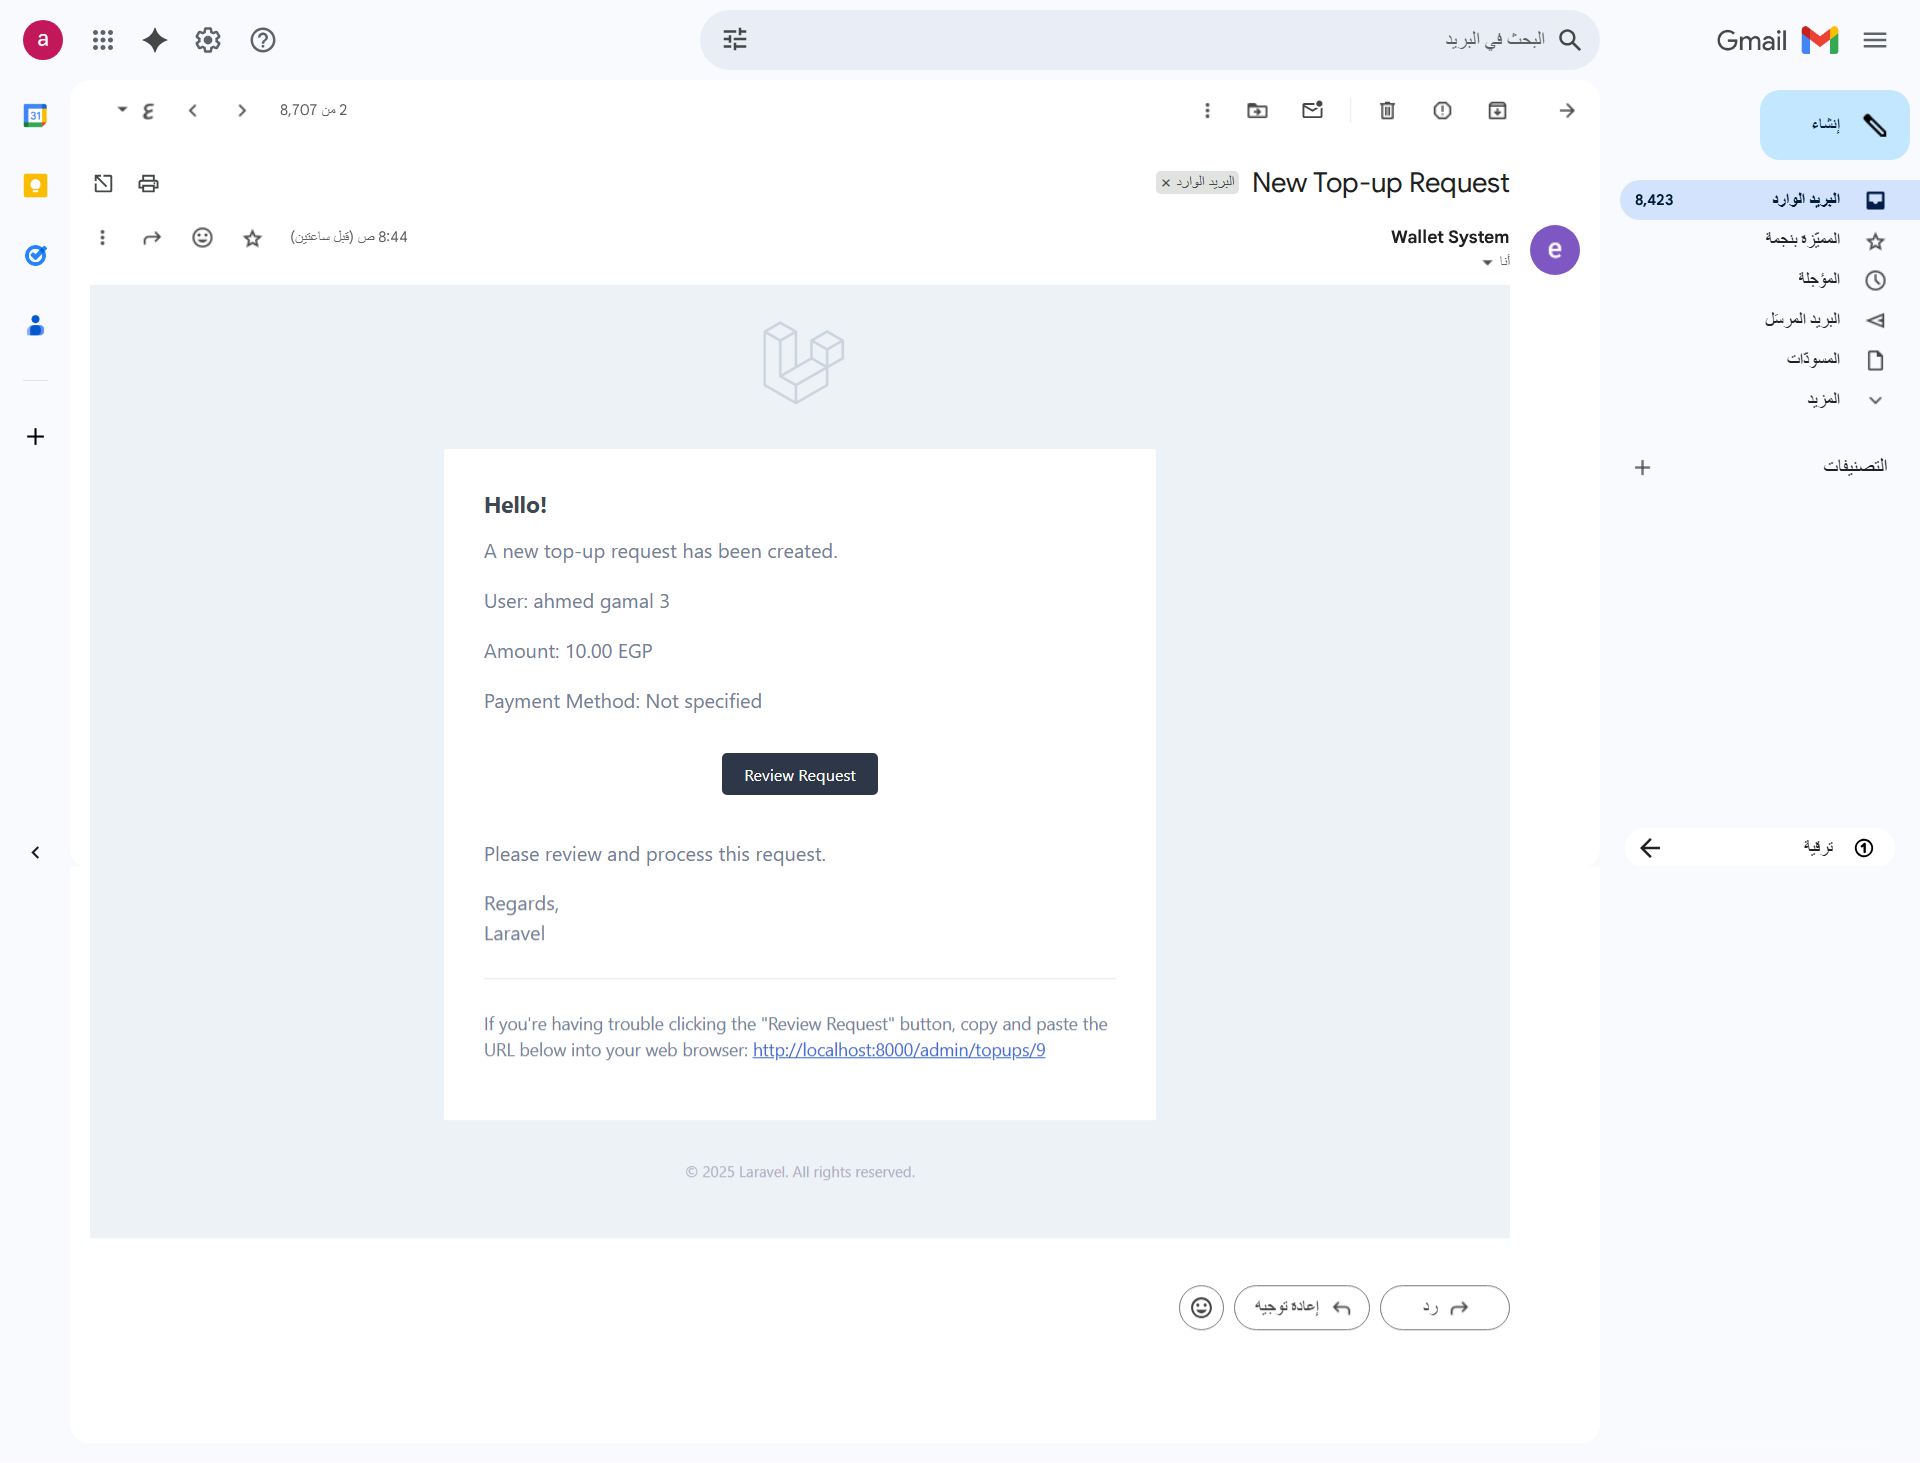 Gmail
البحث في البريد
a
إنشاء
البريد الوارد 8,423
المميّزة بنجمة
المؤجلة
البريد المرسَل
المسودّات
المزيد
التصنيفات
ترقية
2 من 8,707
ع
31
New Top-up Request
البريد الوارد ×
e
Wallet System
أنا
8:44 ص (قبل ساعتين)
Hello!
A new top-up request has been created.
User: ahmed gamal 3
Amount: 10.00 EGP
Payment Method: Not specified
Review Request
Please review and process this request.
Regards,
Laravel
If you're having trouble clicking the "Review Request" button, copy and paste the
URL below into your web browser: http://localhost:8000/admin/topups/9
© 2025 Laravel. All rights reserved.
رد
إعادة توجيه